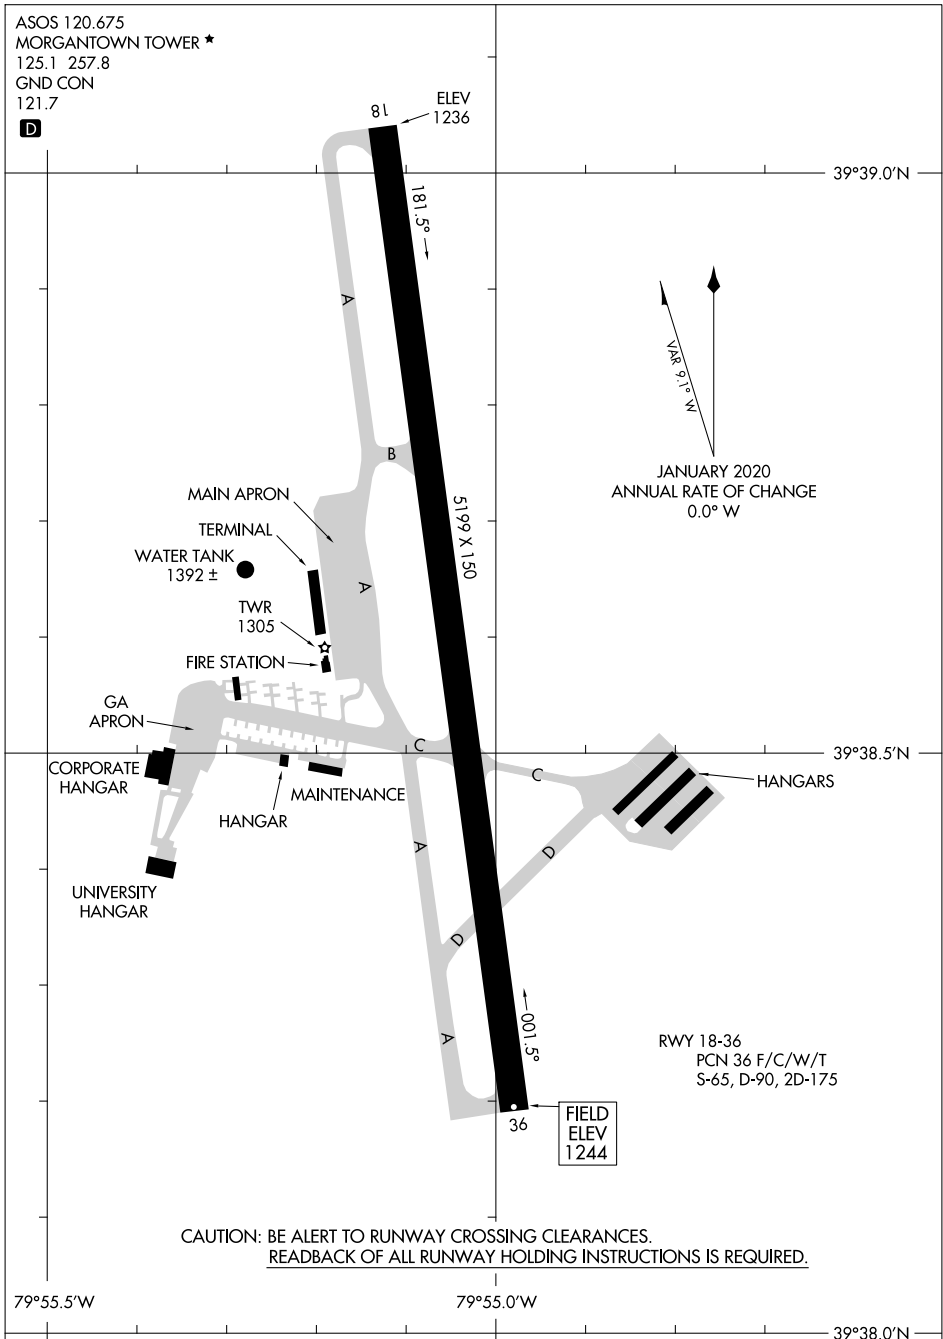 ASOS 120.675
MORGANTOWN TOWER ★
125.1 257.8
GND CON
121.7
D
18
ELEV
1236
39°39.0'N
181.5°
A
VAR 9.1° W
B
JANUARY 2020
ANNUAL RATE OF CHANGE
0.0° W
MAIN APRON
5199 X 150
TERMINAL
WATER TANK
1392 ±
A
TWR
1305
FIRE STATION
GA
APRON
C
39°38.5'N
CORPORATE
HANGAR
C
HANGARS
MAINTENANCE
HANGAR
A
D
UNIVERSITY
HANGAR
D
001.5°
A
RWY 18-36
PCN 36 F/C/W/T
S-65, D-90, 2D-175
36
FIELD
ELEV
1244
CAUTION: BE ALERT TO RUNWAY CROSSING CLEARANCES.
READBACK OF ALL RUNWAY HOLDING INSTRUCTIONS IS REQUIRED.
79°55.5'W
79°55.0'W
39°38.0'N